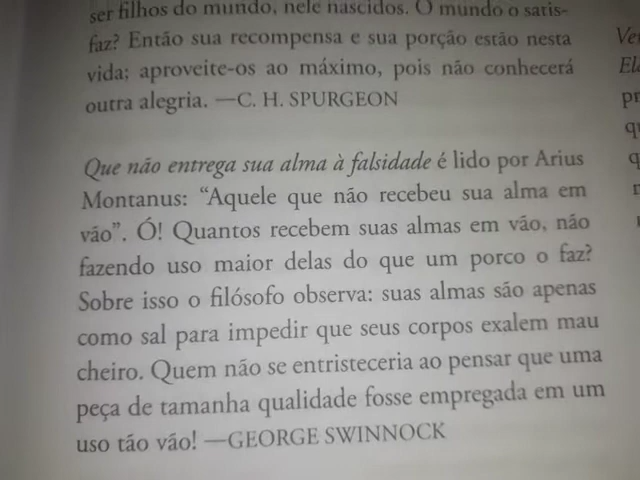 ser filhos do mundo, nele nascidos. O mundo o satis-
faz? Então sua recompensa e sua porção estão nesta
vida; aproveite-os ao máximo, pois não conhecerá
outra alegria. —C. H. SPURGEON
Que não entrega sua alma à falsidade é lido por Arius
Montanus: “Aquele que não recebeu sua alma em
vão”. Ó! Quantos recebem suas almas em vão, não
fazendo uso maior delas do que um porco o faz?
Sobre isso o filósofo observa: suas almas são apenas
como sal para impedir que seus corpos exalem mau
cheiro. Quem não se entristeceria ao pensar que uma
peça de tamanha qualidade fosse empregada em um
uso tão vão! —GEORGE SWINNOCK